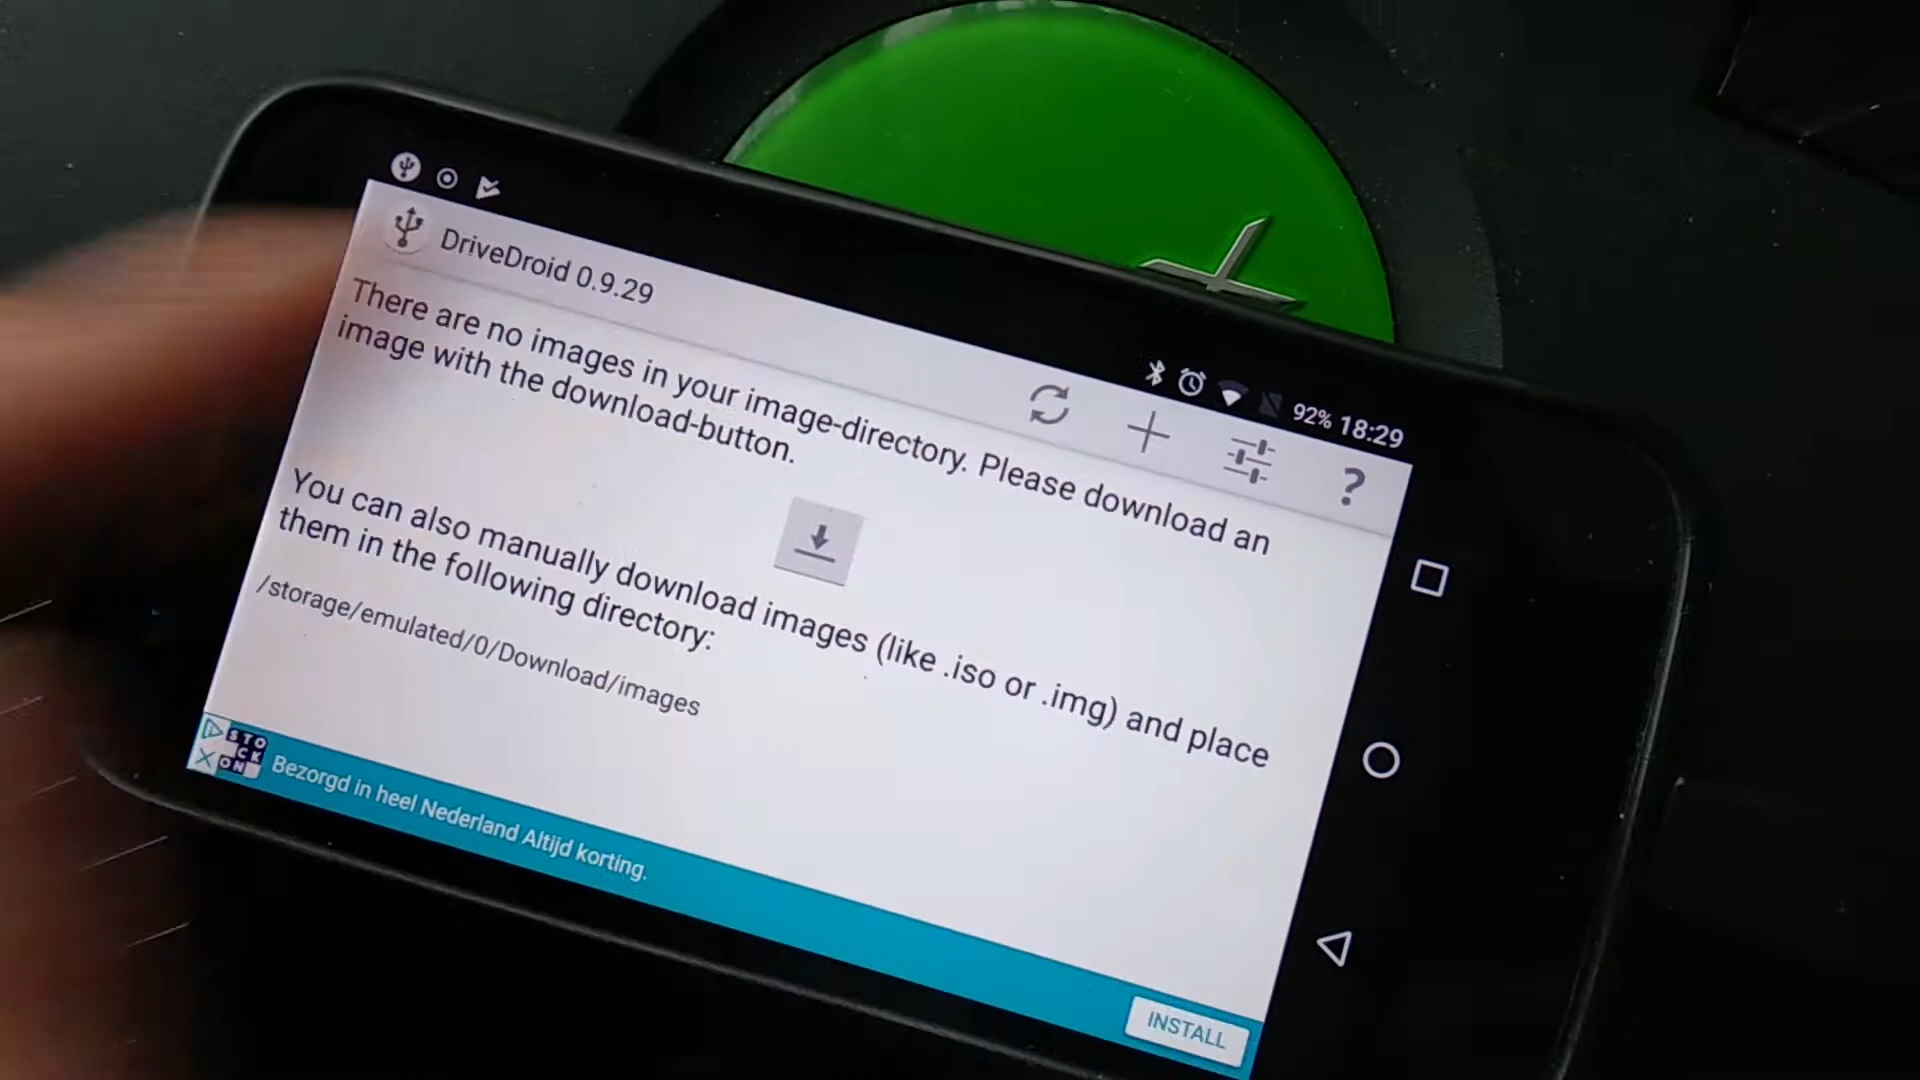 92% 18:29
DriveDroid 0.9.29
?
There are no images in your image-directory. Please download an
image with the download-button.
You can also manually download images (like .iso or .img) and place
them in the following directory:
/storage/emulated/0/Download/images
STO
CK
ON
Bezorgd in heel Nederland Altijd korting.
INSTALL